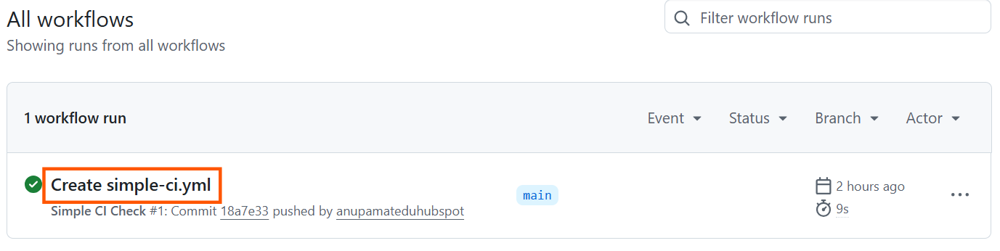 All workflows
Filter workflow runs
Showing runs from all workflows
1 workflow run
Event Status Branch Actor
Create simple-ci.yml
Simple CI Check #1: Commit 18a7e33 pushed by anupamateduhubspot
main
2 hours ago
9s